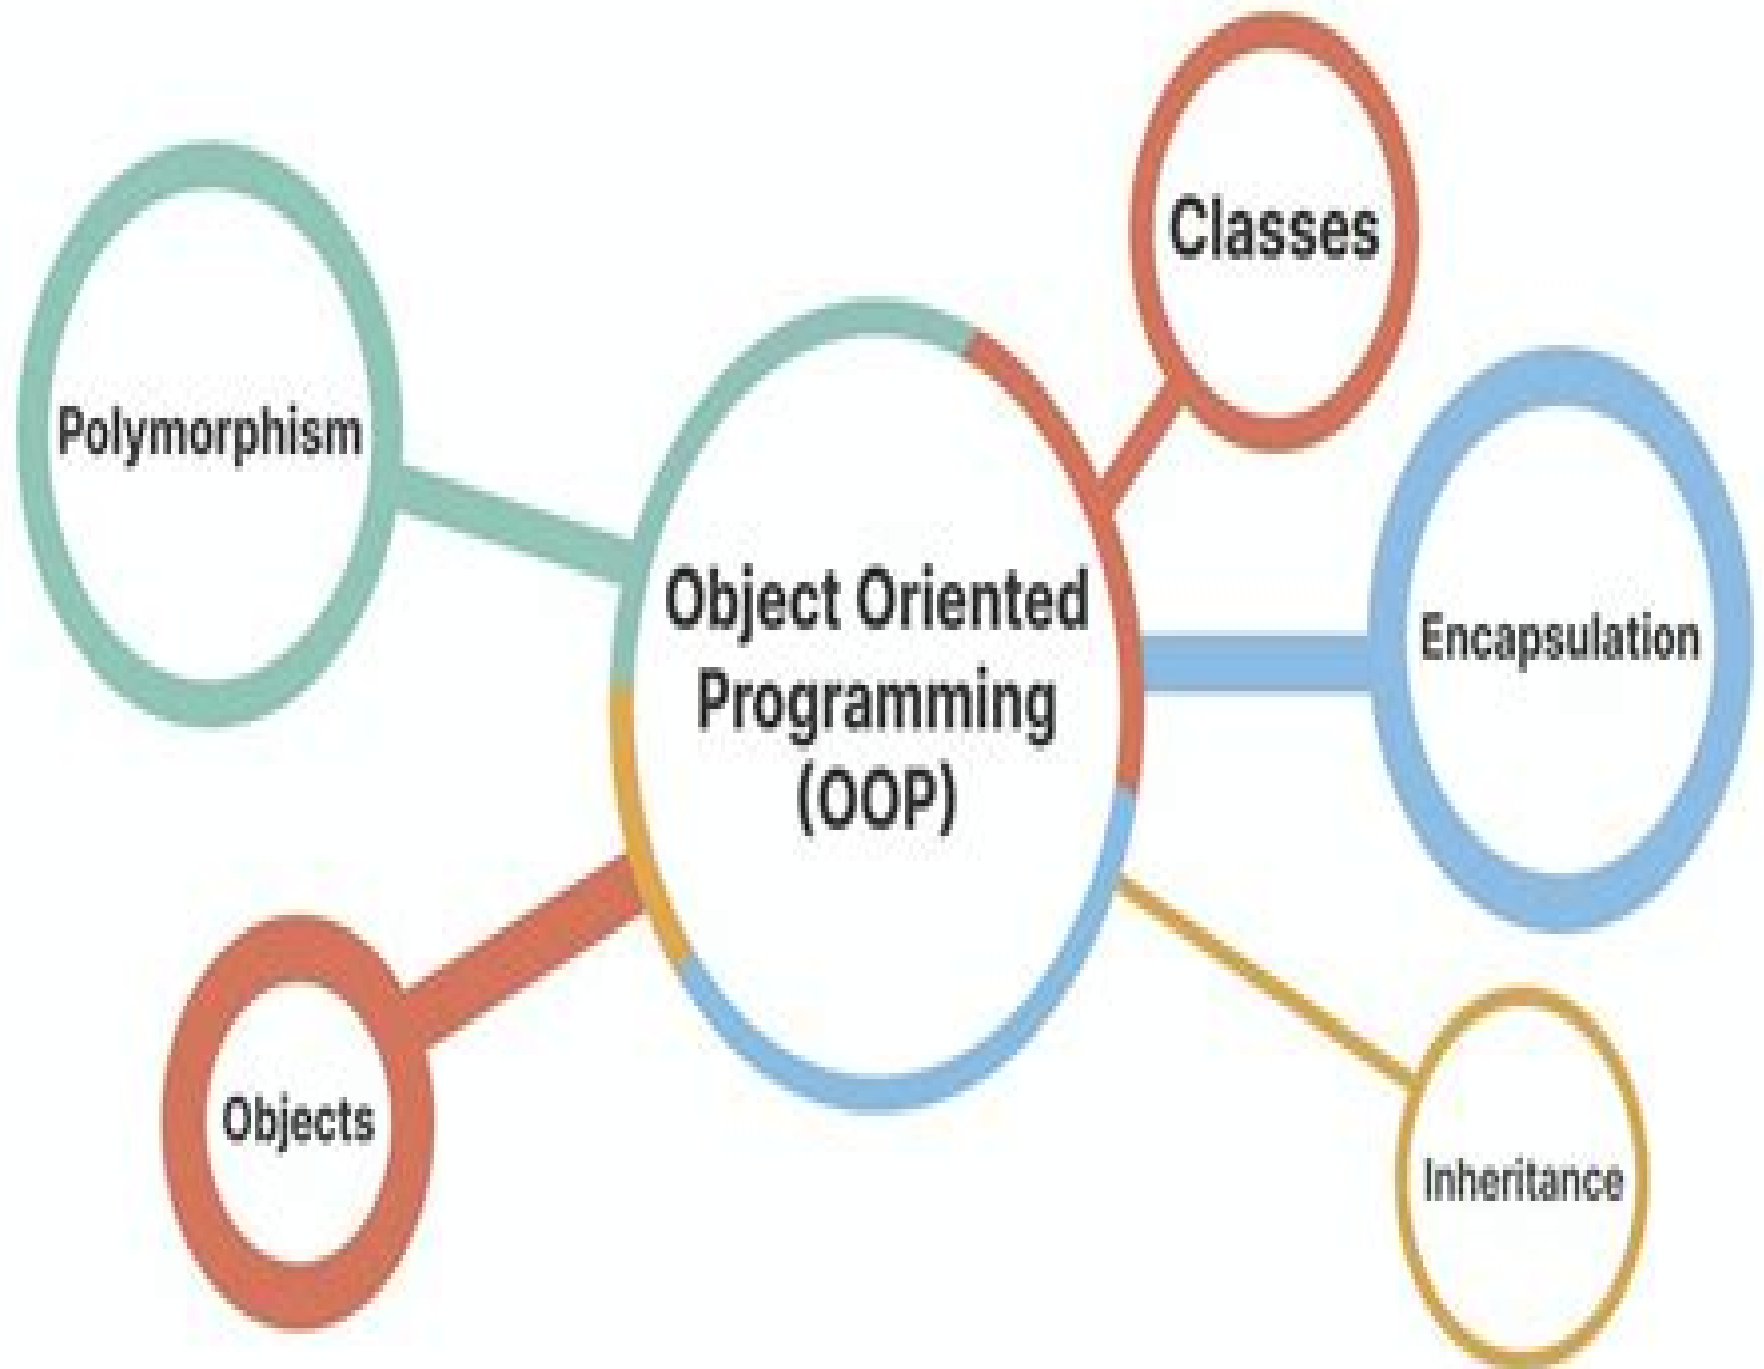 Classes
Polymorphism
Object Oriented
Programming
(OOP)
Encapsulation
Objects
Inheritance